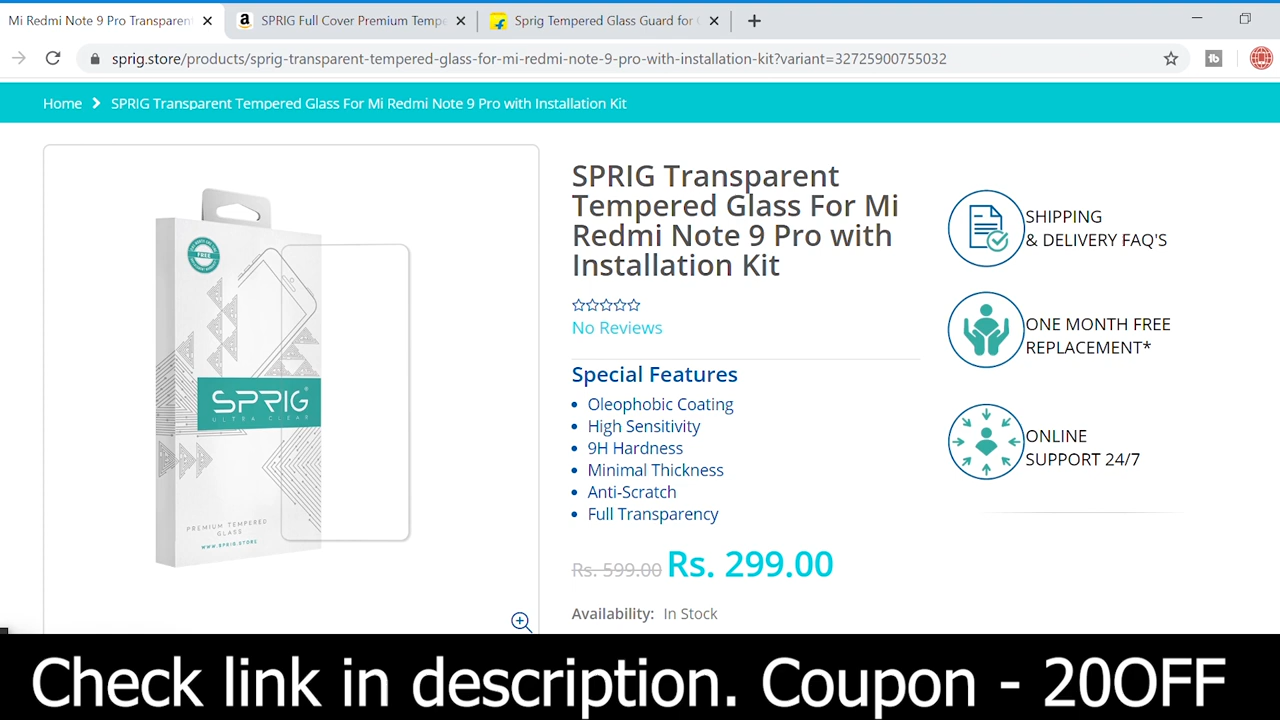 Mi Redmi Note 9 Pro Transparen
SPRIG Full Cover Premium Tempe
Sprig Tempered Glass Guard for
sprig.store/products/sprig-transparent-tempered-glass-for-mi-redmi-note-9-pro-with-installation-kit?variant=32725900755032
Home
SPRIG Transparent Tempered Glass For Mi Redmi Note 9 Pro with Installation Kit
FREE
SPRIG
ULTRA CLEAR
PREMIUM TEMPERED
GLASS
WWW.SPRIG.STORE
SPRIG Transparent
Tempered Glass For Mi
Redmi Note 9 Pro with
Installation Kit
No Reviews
Special Features
Oleophobic Coating
High Sensitivity
9H Hardness
Minimal Thickness
Anti-Scratch
Full Transparency
Rs. 599.00 Rs. 299.00
Availability: In Stock
SHIPPING
& DELIVERY FAQ'S
ONE MONTH FREE
REPLACEMENT*
ONLINE
SUPPORT 24/7
Check link in description. Coupon - 20OFF